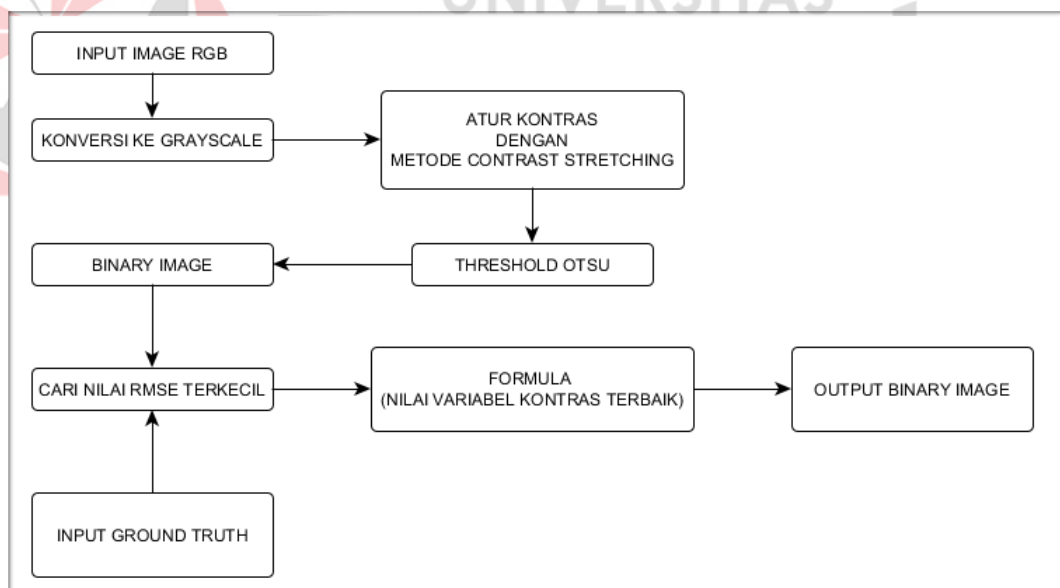 UNIVERSITAS
INPUT IMAGE RGB
KONVERSI KE GRAYSCALE
ATUR KONTRAS
DENGAN
METODE CONTRAST STRETCHING
BINARY IMAGE
THRESHOLD OTSU
CARI NILAI RMSE TERKECIL
FORMULA
(NILAI VARIABEL KONTRAS TERBAIK)
OUTPUT BINARY IMAGE
INPUT GROUND TRUTH